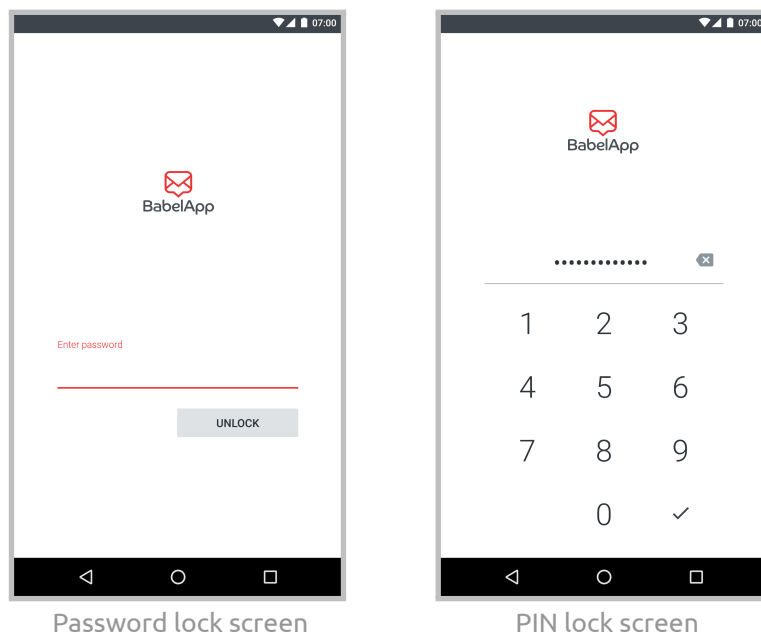 07:00
BabelApp
Enter password
UNLOCK
Password lock screen
07:00
BabelApp
•••••••••••••
1 2 3
4 5 6
7 8 9
0
PIN lock screen